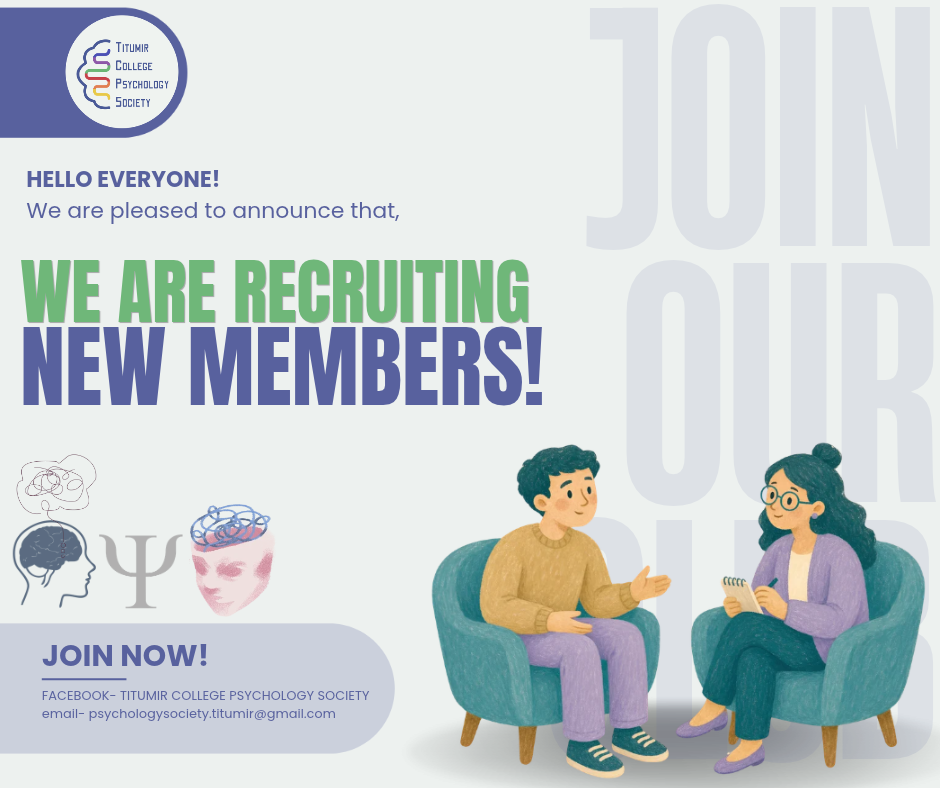 TITUMIR
COLLEGE
PSYCHOLOGY
SOCIETY
HELLO EVERYONE!
We are pleased to announce that,
WE ARE RECRUITING
NEW MEMBERS!
JOIN
OUR
CLUB
Ψ
JOIN NOW!
FACEBOOK- TITUMIR COLLEGE PSYCHOLOGY SOCIETY
email- psychologysociety.titumir@gmail.com